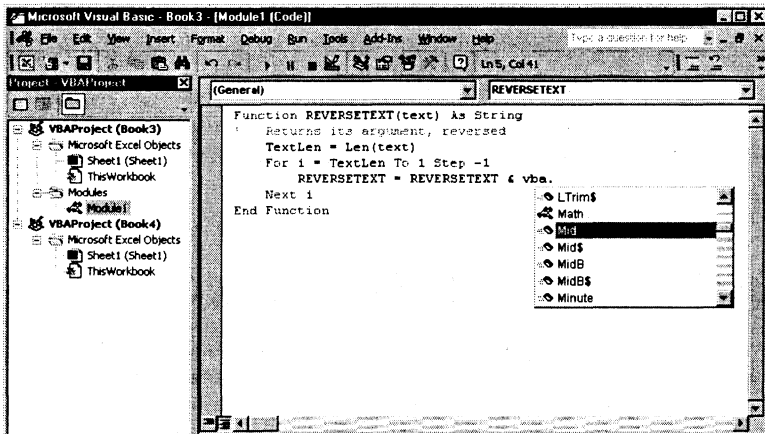 Microsoft Visual Basic - Book3 - [Module1 (Code)]
File Edit View Insert Format Debug Run Tools Add-Ins Window Help Type a question for help
Ln 5, Col 41
Project - VBAProject
(General) REVERSETEXT
VBAProject (Book3)
Microsoft Excel Objects
Sheet1 (Sheet1)
ThisWorkbook
Modules
Module1
VBAProject (Book4)
Microsoft Excel Objects
Sheet1 (Sheet1)
ThisWorkbook
Function REVERSETEXT(text) As String
' Returns its argument, reversed
TextLen = Len(text)
For i = TextLen To 1 Step -1
REVERSETEXT = REVERSETEXT & vba.
Next i
End Function
LTrim$
Math
Mid
Mid$
MidB
MidB$
Minute